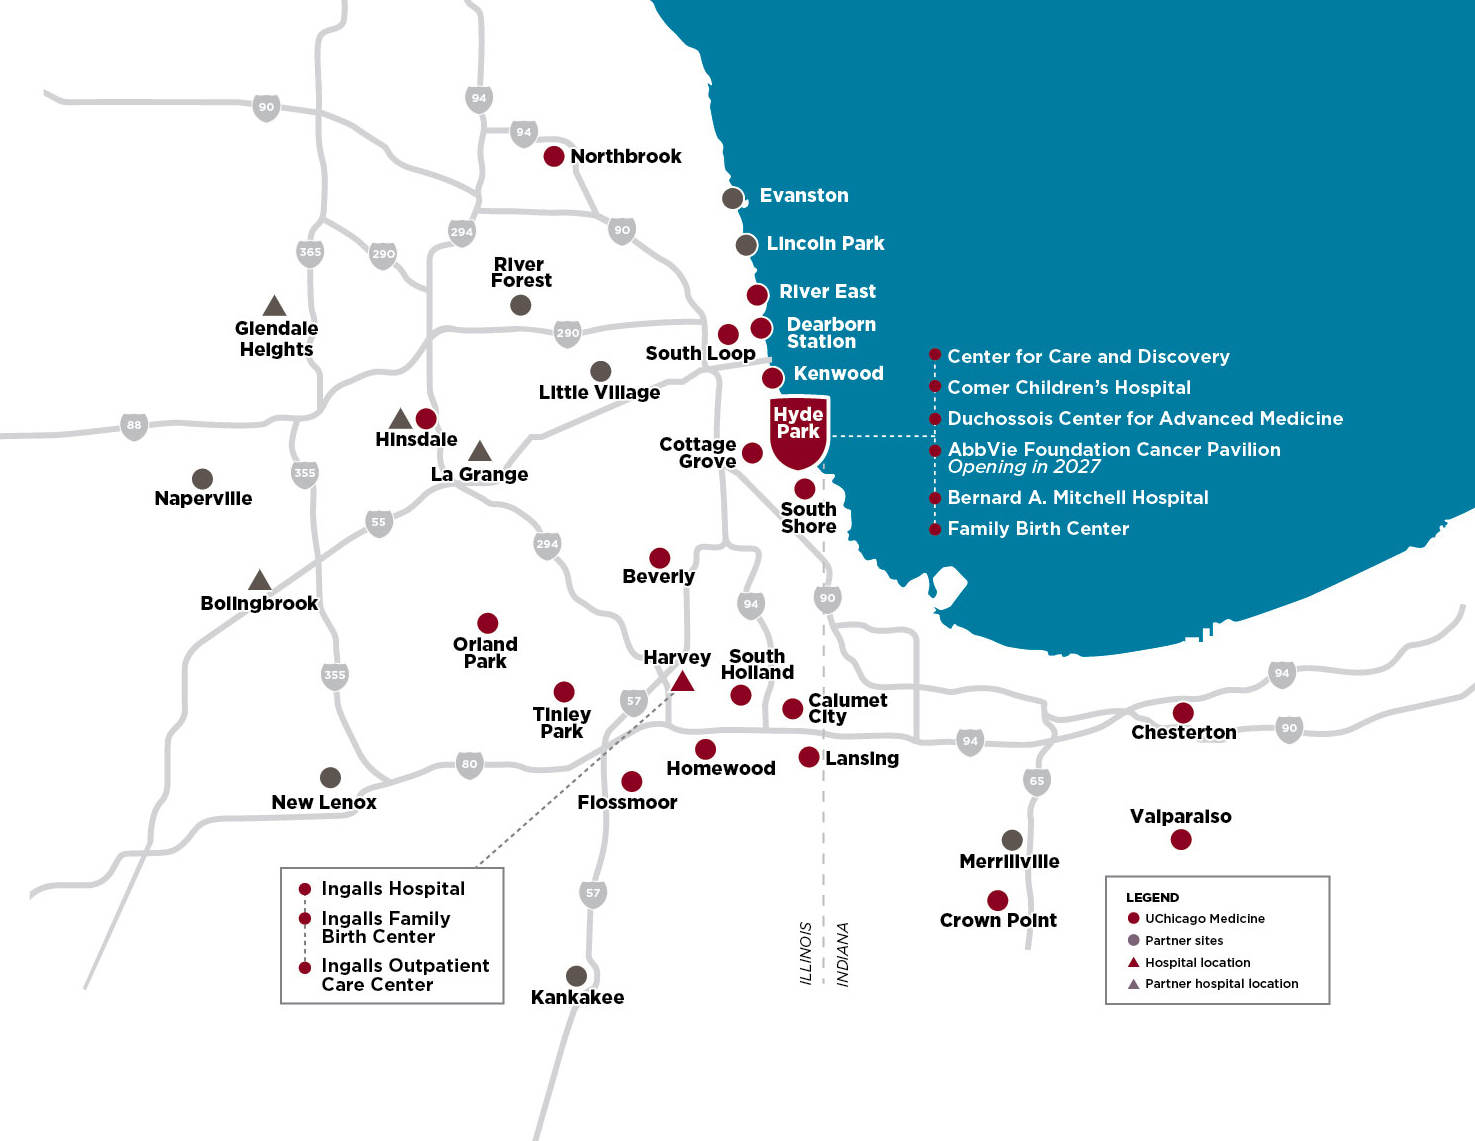 90
94
94
Northbrook
Evanston
294
90
Lincoln Park
365
290
River
Forest
River East
Glendale
Heights
290
Dearborn
Station
South Loop
Kenwood
Little Village
Center for Care and Discovery
Comer Children's Hospital
Duchossois Center for Advanced Medicine
AbbVie Foundation Cancer Pavilion
Opening in 2027
Bernard A. Mitchell Hospital
Family Birth Center
Hyde
Park
88
Hinsdale
Cottage
Grove
La Grange
355
Naperville
55
South
Shore
294
Beverly
Bolingbrook
94
90
Orland
Park
Harvey
South
Holland
355
57
Calumet
City
94
Tinley
Park
Chesterton
90
94
80
Homewood
Lansing
65
New Lenox
Flossmoor
Valparaiso
Merrillville
Crown Point
57
Ingalls Hospital
Ingalls Family
Birth Center
Ingalls Outpatient
Care Center
ILLINOIS
INDIANA
Kankakee
LEGEND
UChicago Medicine
Partner sites
Hospital location
Partner hospital location